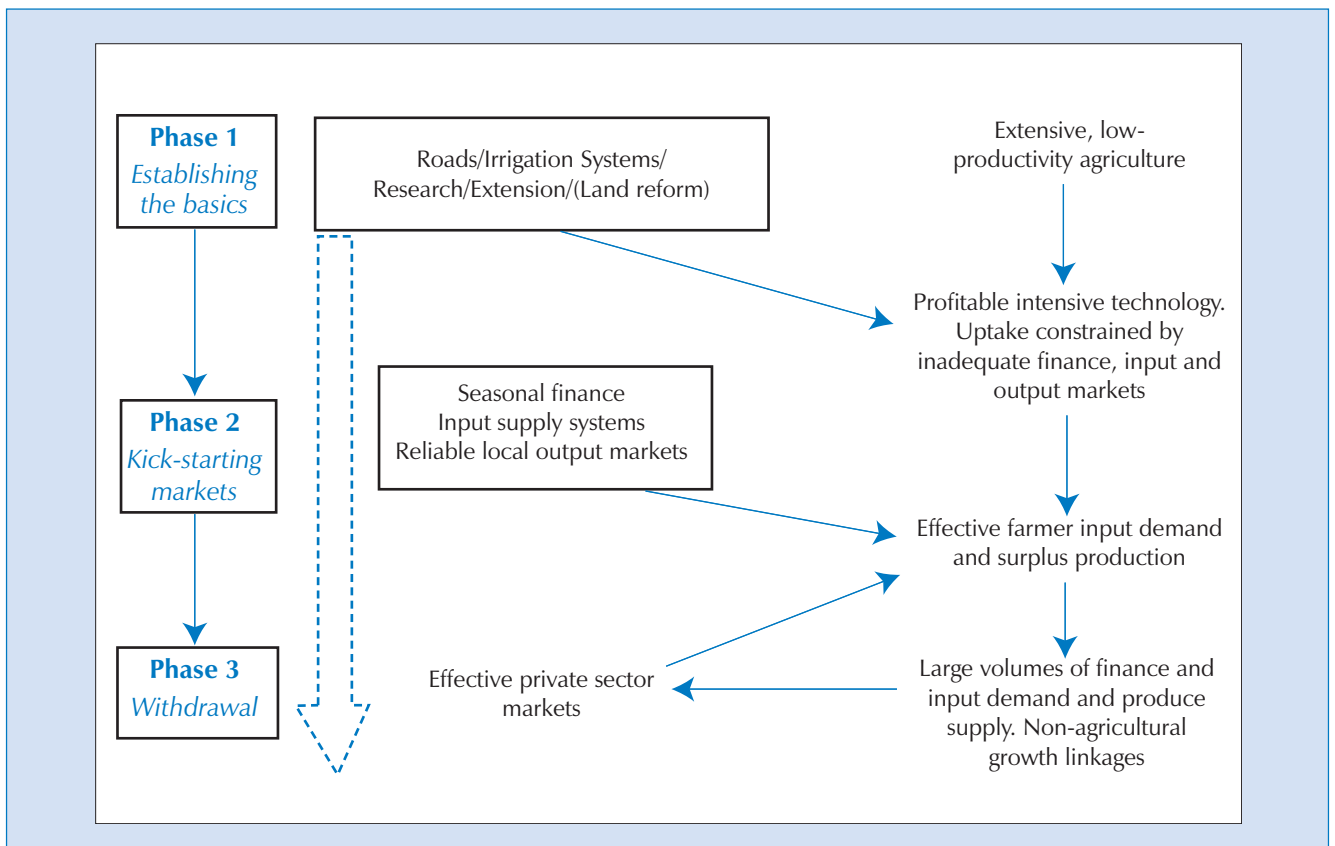 Phase 1
Establishing
the basics
Roads/Irrigation Systems/
Research/Extension/(Land reform)
Extensive, low-
productivity agriculture
Profitable intensive technology.
Uptake constrained by
inadequate finance, input and
output markets
Phase 2
Kick-starting
markets
Seasonal finance
Input supply systems
Reliable local output markets
Effective farmer input demand
and surplus production
Phase 3
Withdrawal
Effective private sector
markets
Large volumes of finance and
input demand and produce
supply. Non-agricultural
growth linkages